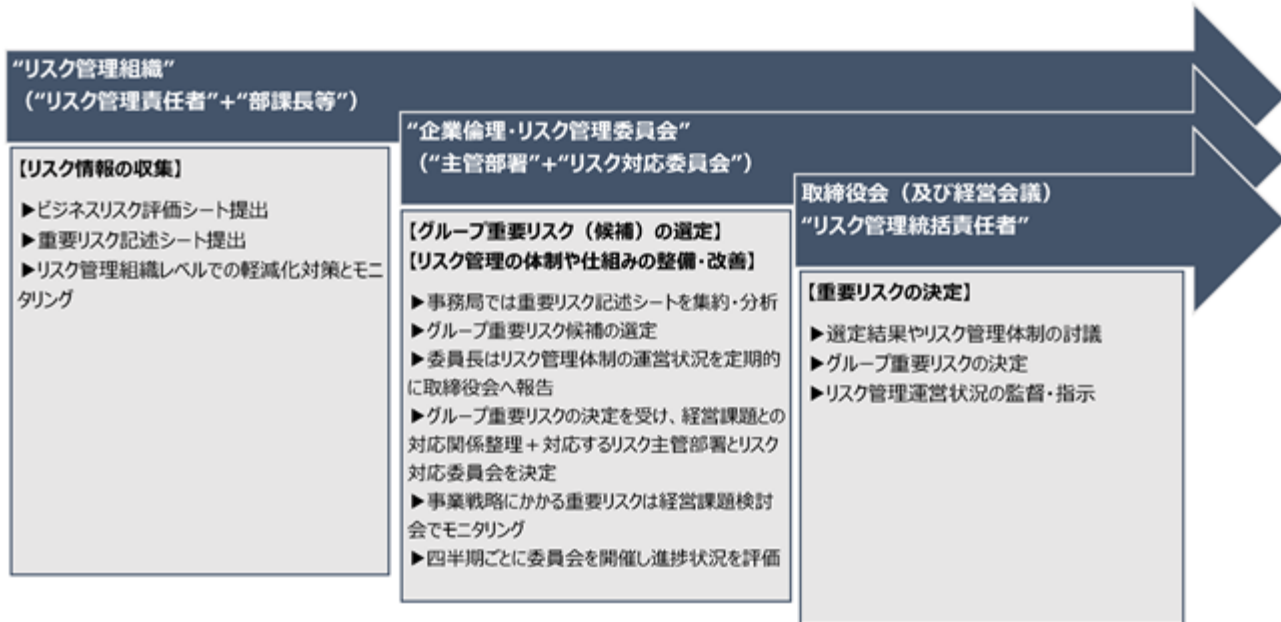 “リスク管理組織”
（“リスク管理責任者”+“部課長等”）
【リスク情報の収集】
▶ビジネスリスク評価シート提出
▶重要リスク記述シート提出
▶リスク管理組織レベルでの軽減化対策とモニ
タリング
“企業倫理・リスク管理委員会”
（“主管部署”+“リスク対応委員会”）
【グループ重要リスク（候補）の選定】
【リスク管理の体制や仕組みの整備・改善】
▶事務局では重要リスク記述シートを集約・分析
▶グループ重要リスク候補の選定
▶委員長はリスク管理体制の運営状況を定期的
に取締役会へ報告
▶グループ重要リスクの決定を受け、経営課題との
対応関係整理＋対応するリスク主管部署とリスク
対応委員会を決定
▶事業戦略にかかる重要リスクは経営課題検討
会でモニタリング
▶四半期ごとに委員会を開催し進捗状況を評価
取締役会（及び経営会議）
“リスク管理統括責任者”
【重要リスクの決定】
▶選定結果やリスク管理体制の討議
▶グループ重要リスクの決定
▶リスク管理運営状況の監督・指示